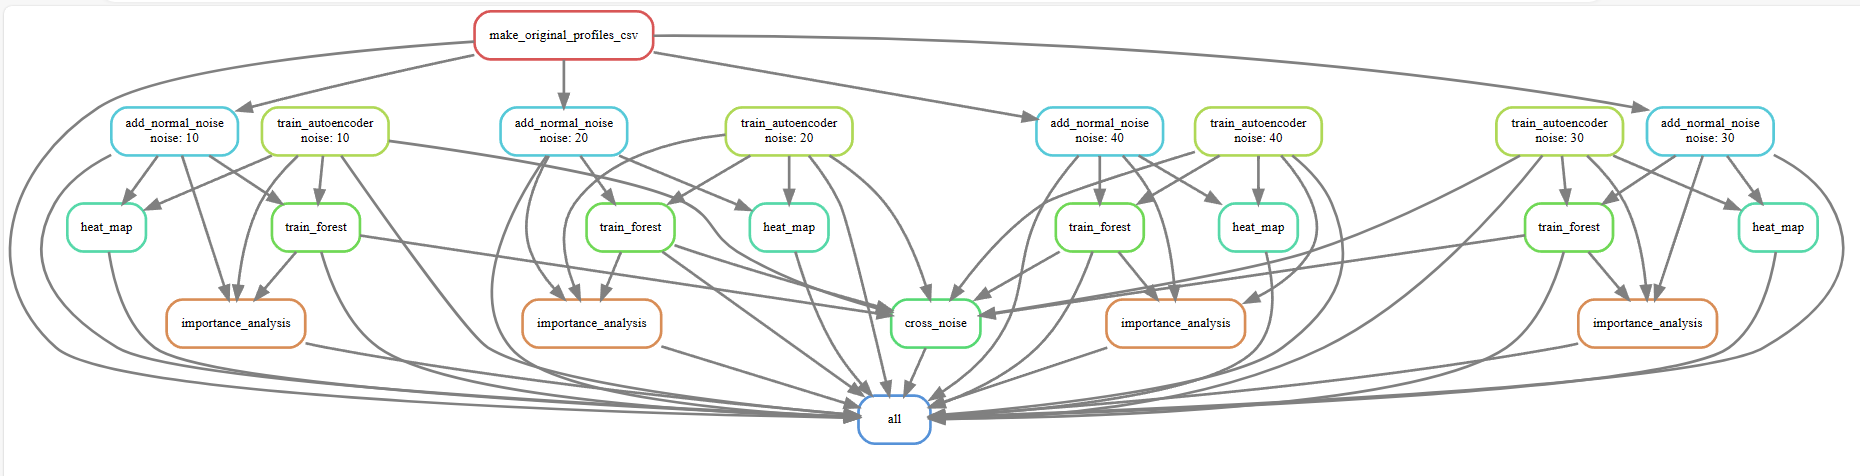 make_original_profiles_csv
add_normal_noise
noise: 10
train_autoencoder
noise: 10
add_normal_noise
noise: 20
train_autoencoder
noise: 20
add_normal_noise
noise: 40
train_autoencoder
noise: 40
train_autoencoder
noise: 30
add_normal_noise
noise: 30
heat_map
train_forest
train_forest
heat_map
train_forest
heat_map
train_forest
heat_map
importance_analysis
importance_analysis
cross_noise
importance_analysis
importance_analysis
all